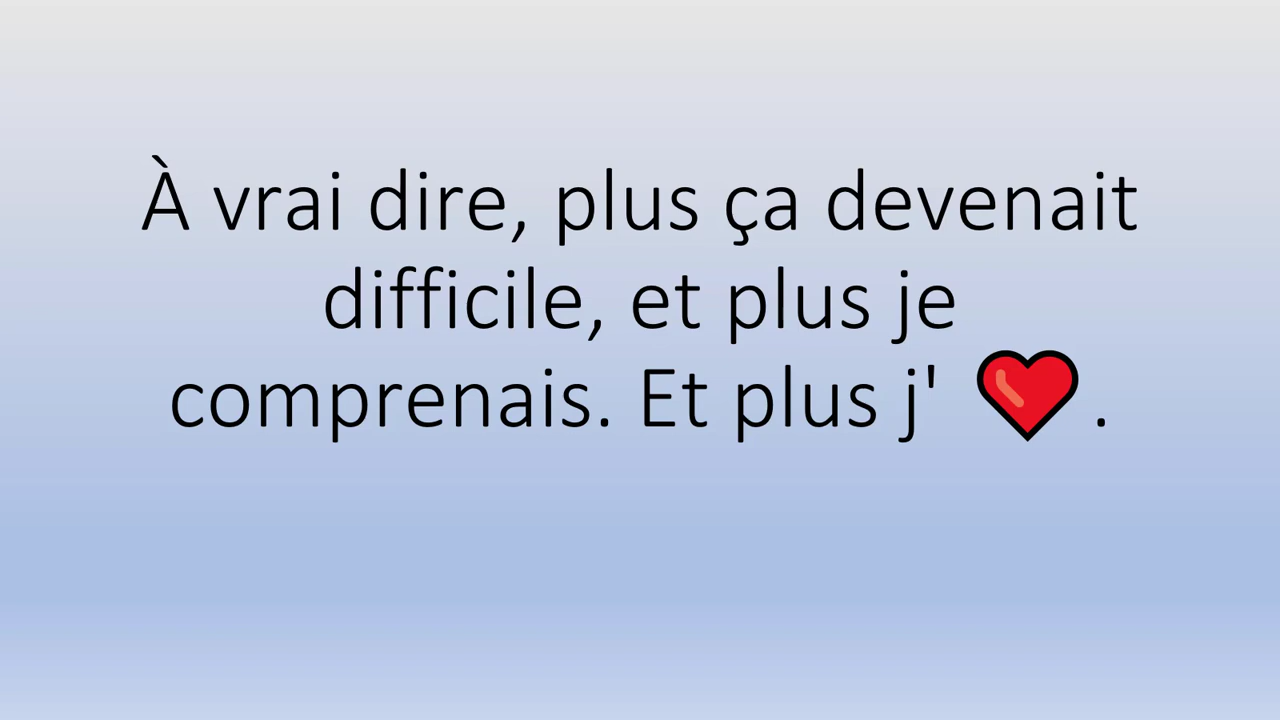 À vrai dire, plus ça devenait
difficile, et plus je
comprenais. Et plus j' ❤.